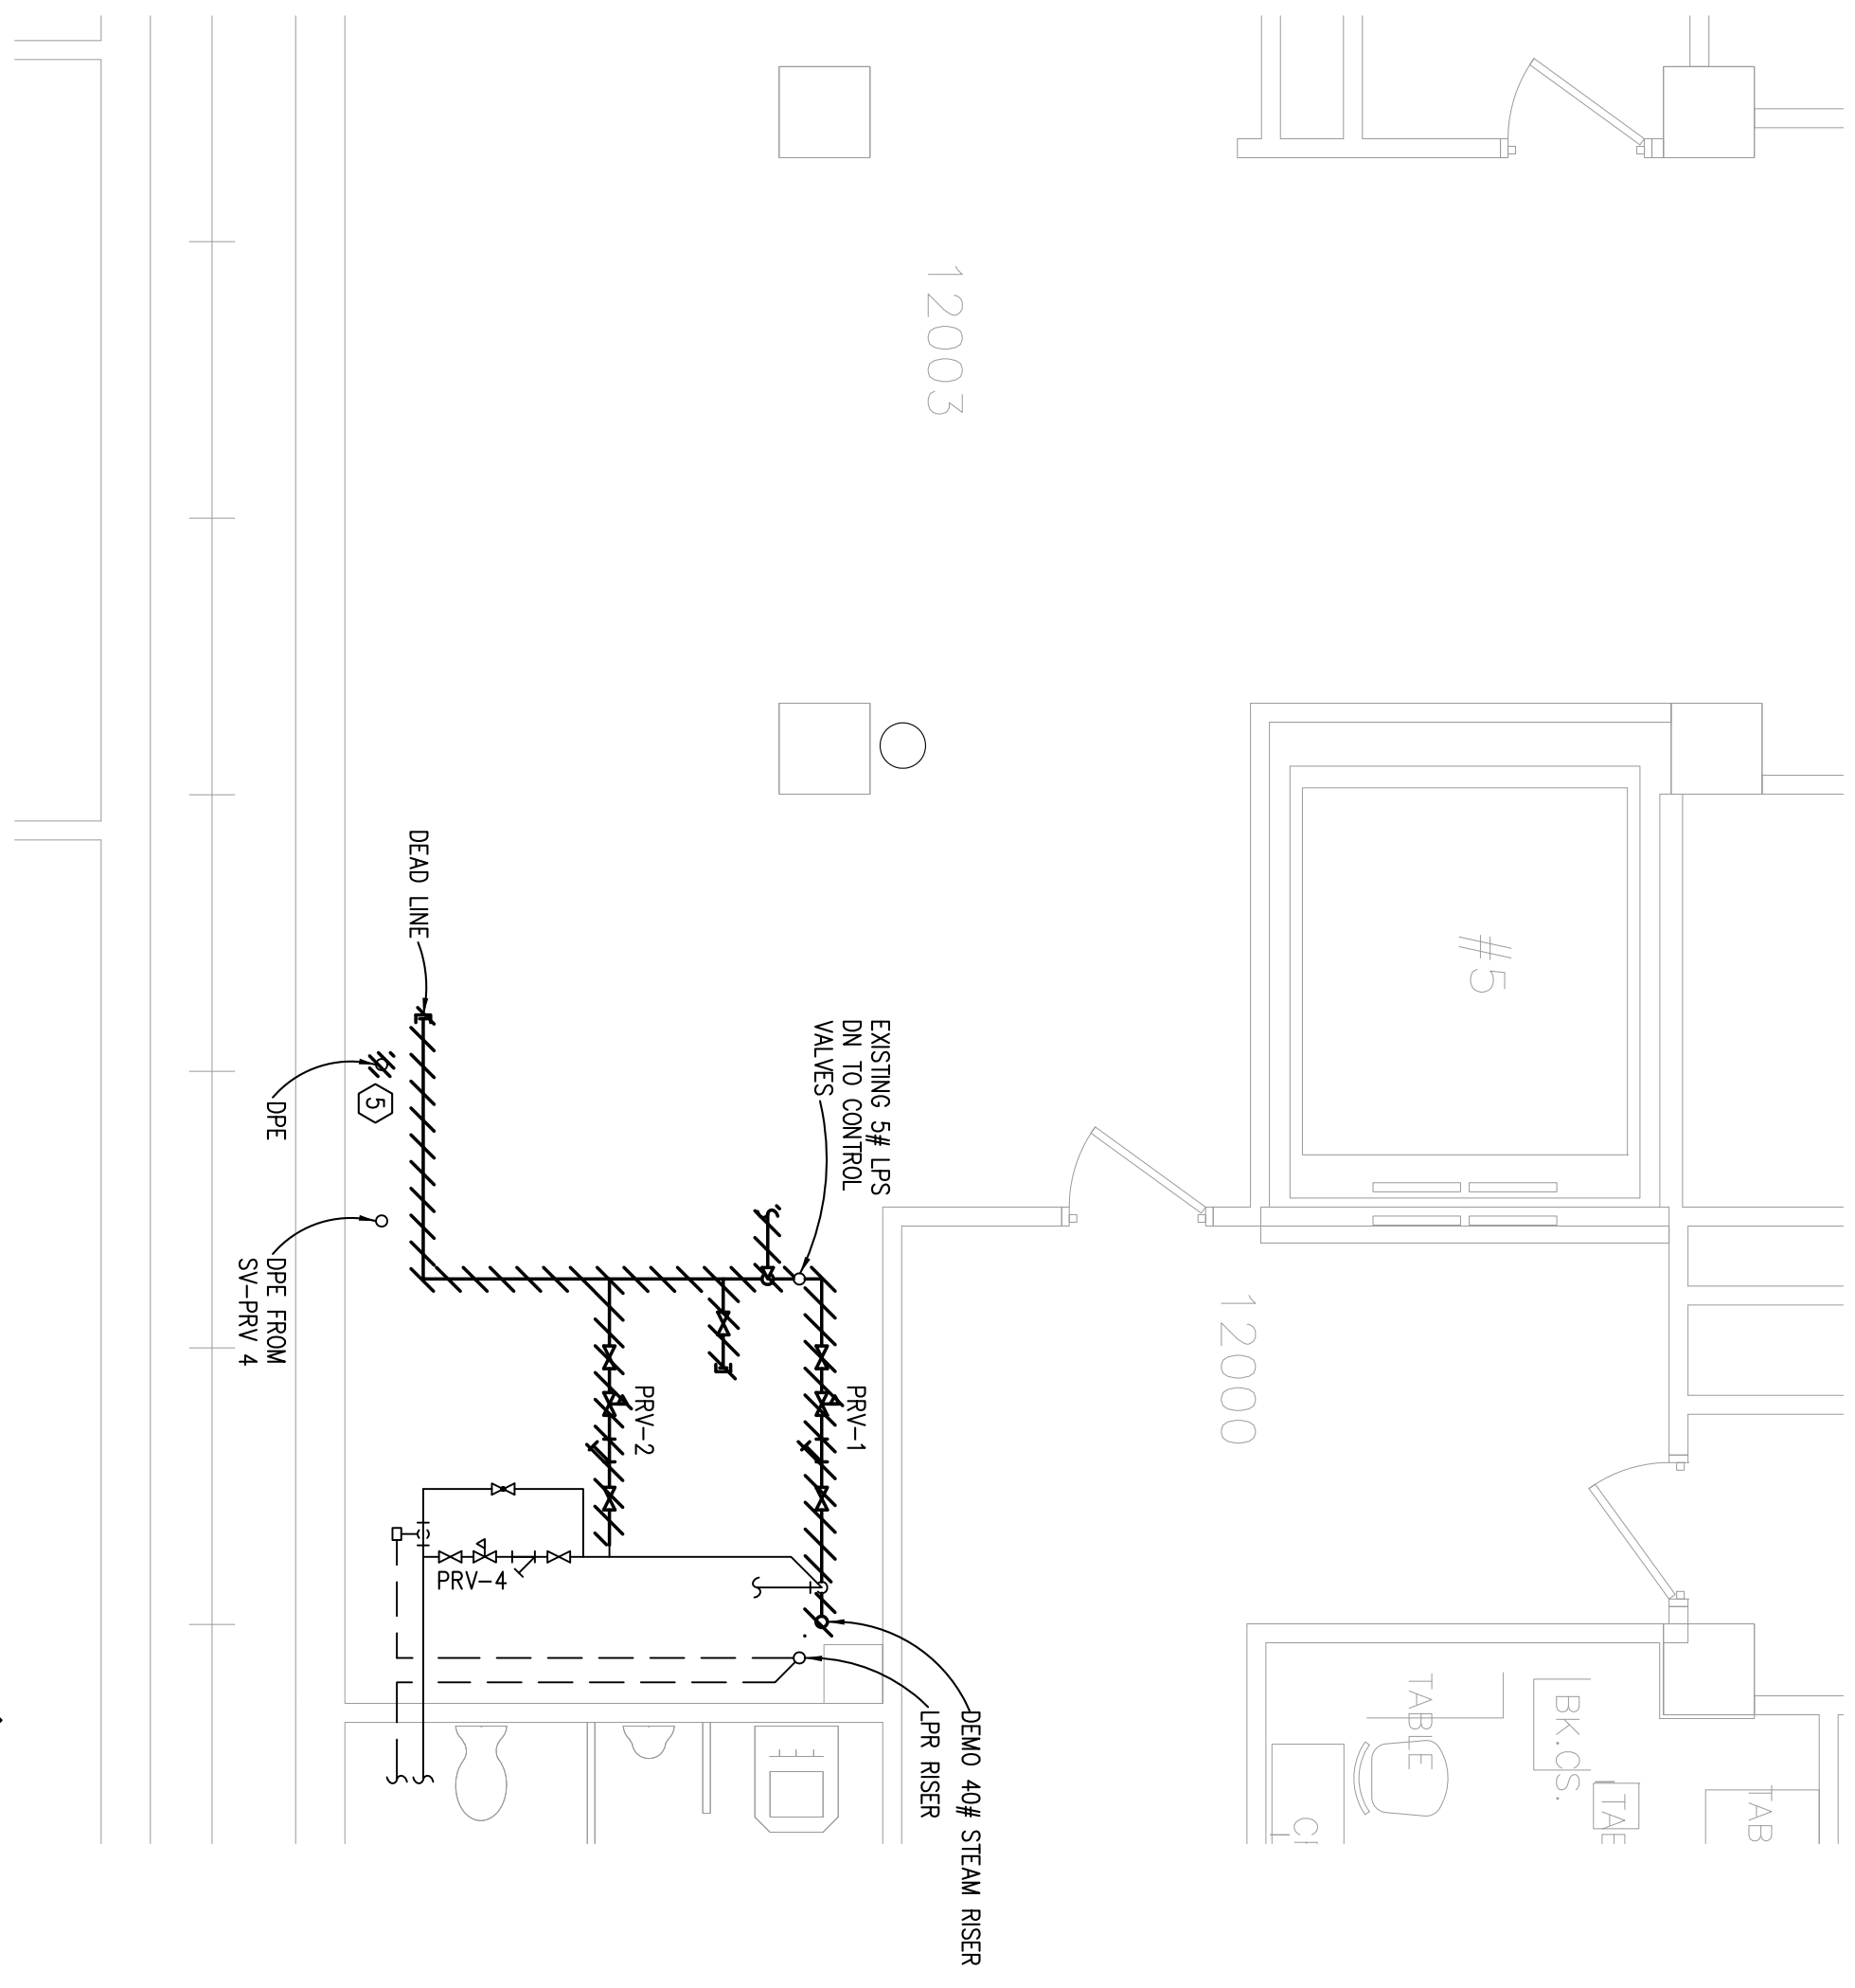 12003
#5
DEAD LINE
EXISTING 5# LPS
DN TO CONTROL
VALVES
5
DPE
DPE FROM
SV-PRV 4
12000
PRV-1
PRV-2
PRV-4
DEMO 40# STEAM RISER
LPR RISER
TABLE
BK.CS.
TAB